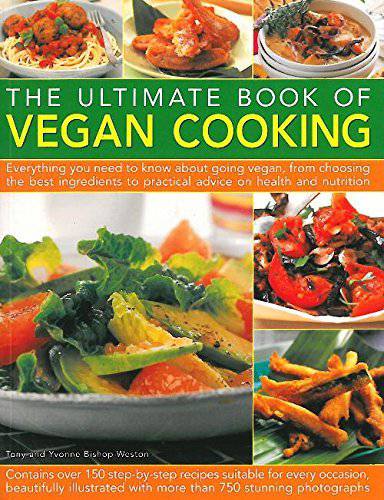 THE ULTIMATE BOOK OF
VEGAN COOKING
Everything you need to know about going vegan, from choosing
the best ingredients to practical advice on health and nutrition
Tony and Yvonne Bishop Weston
Contains over 150 step-by-step recipes suitable for every occasion,
beautifully illustrated with more than 750 stunning photographs